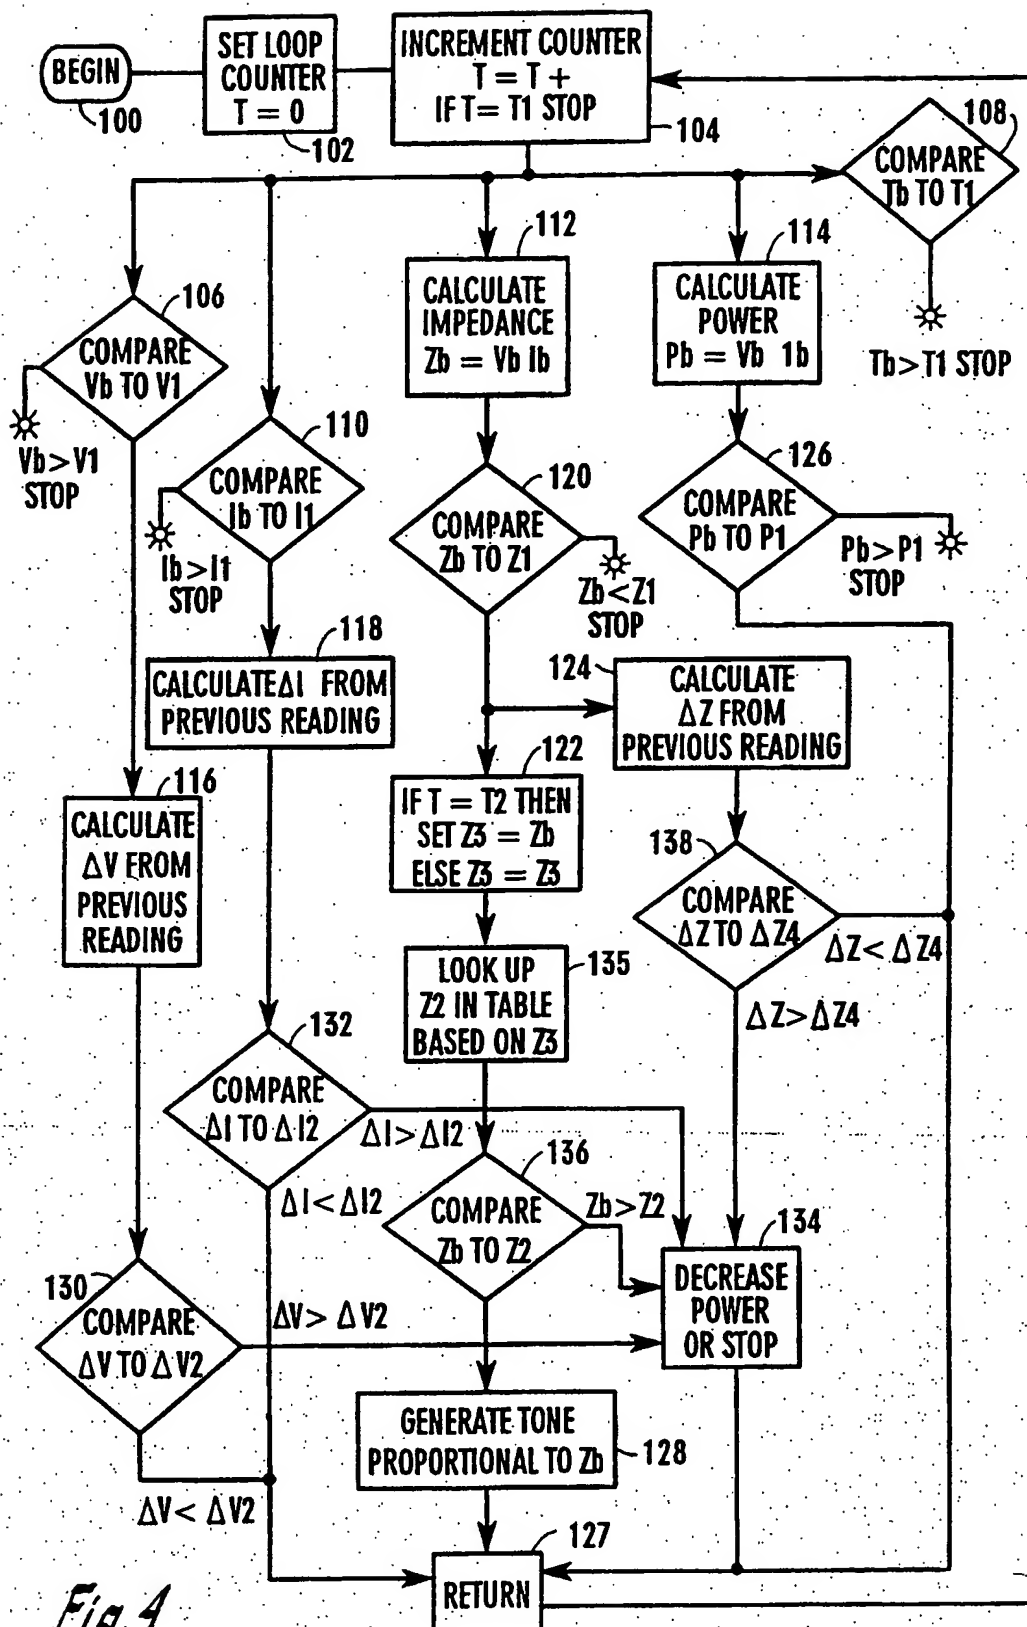 BEGIN
100
SET LOOP
COUNTER
T = 0
102
INCREMENT COUNTER
T = T +
IF T = T1 STOP
104
108
COMPARE
Tb TO T1
Tb>T1 STOP
106
COMPARE
Vb TO V1
Vb>V1
STOP
110
COMPARE
Ib TO I1
Ib>I1
STOP
112
CALCULATE
IMPEDANCE
Zb = Vb Ib
114
CALCULATE
POWER
Pb = Vb 1b
120
COMPARE
Zb TO Z1
Zb<Z1
STOP
126
COMPARE
Pb TO P1
Pb>P1
STOP
118
CALCULATE ΔI FROM
PREVIOUS READING
124
CALCULATE
ΔZ FROM
PREVIOUS READING
116
CALCULATE
ΔV FROM
PREVIOUS
READING
122
IF T = T2 THEN
SET Z3 = Zb
ELSE Z3 = Z3
138
COMPARE
ΔZ TO ΔZ4
ΔZ< ΔZ4
ΔZ>ΔZ4
LOOK UP
Z2 IN TABLE
BASED ON Z3
135
132
COMPARE
ΔI TO ΔI2
ΔI>ΔI2
ΔI<ΔI2
136
COMPARE
Zb TO Z2
Zb>Z2
134
DECREASE
POWER
OR STOP
130
COMPARE
ΔV TO ΔV2
ΔV> ΔV2
ΔV< ΔV2
GENERATE TONE
PROPORTIONAL TO Zb
128
127
RETURN
Fig. 4